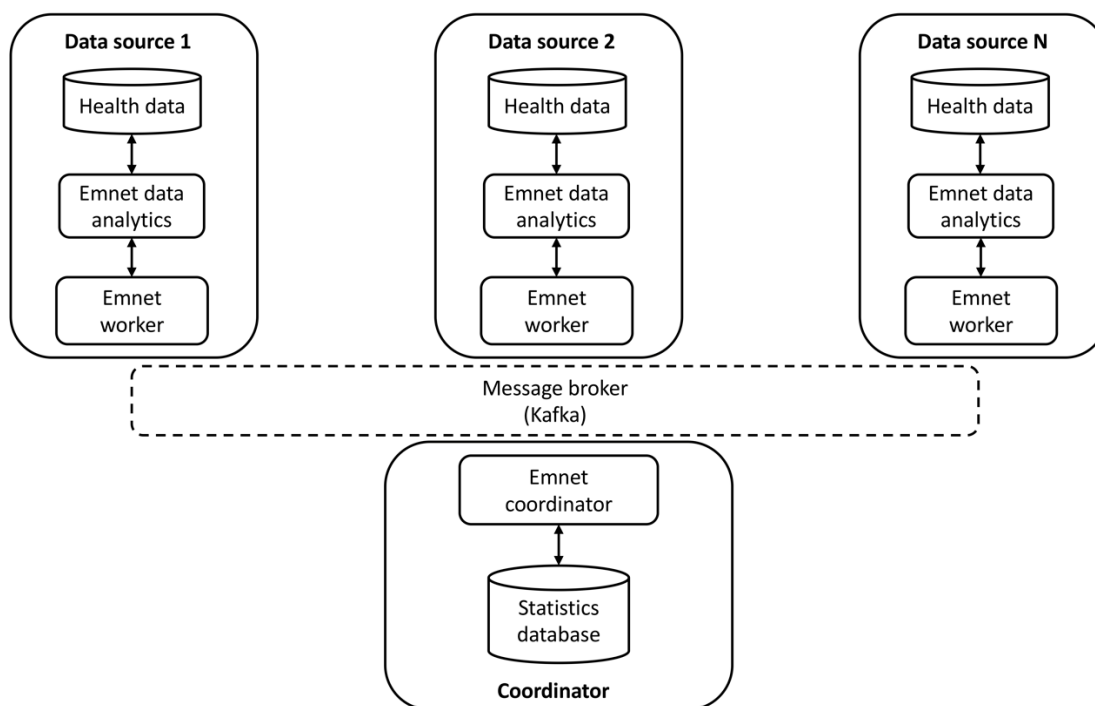 Data source 1
Health data
Emnet data
analytics
Emnet
worker
Data source 2
Health data
Emnet data
analytics
Emnet
worker
Data source N
Health data
Emnet data
analytics
Emnet
worker
Message broker
(Kafka)
Emnet
coordinator
Statistics
database
Coordinator